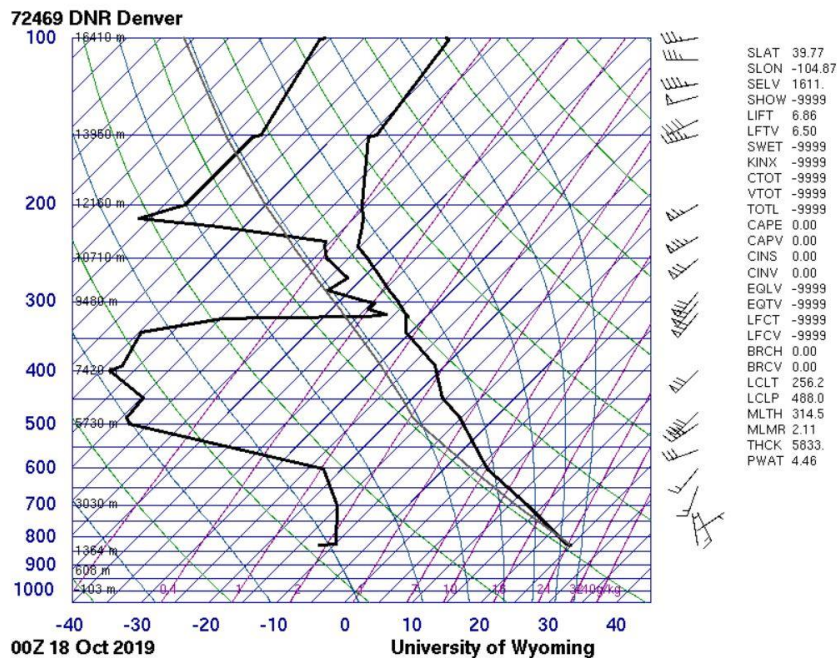 72469 DNR Denver
100
16410 m
13950 m
200
12160 m
10710 m
300
9480 m
400
7420 m
500
5730 m
600
700
3030 m
800
1364 m
900
608 m
1000
-103 m
0.4 1 2 4 7 10 16 24 32 40g/kg
-40 -30 -20 -10 0 10 20 30 40
00Z 18 Oct 2019
University of Wyoming
SLAT 39.77
SLON -104.87
SELV 1611.
SHOW -9999
LIFT 6.86
LFTV 6.50
SWET -9999
KINX -9999
CTOT -9999
VTOT -9999
TOTL -9999
CAPE 0.00
CAPV 0.00
CINS 0.00
CINV 0.00
EQLV -9999
EQTV -9999
LFCT -9999
LFCV -9999
BRCH 0.00
BRCV 0.00
LCLT 256.2
LCLP 488.0
MLTH 314.5
MLMR 2.11
THCK 5833.
PWAT 4.46